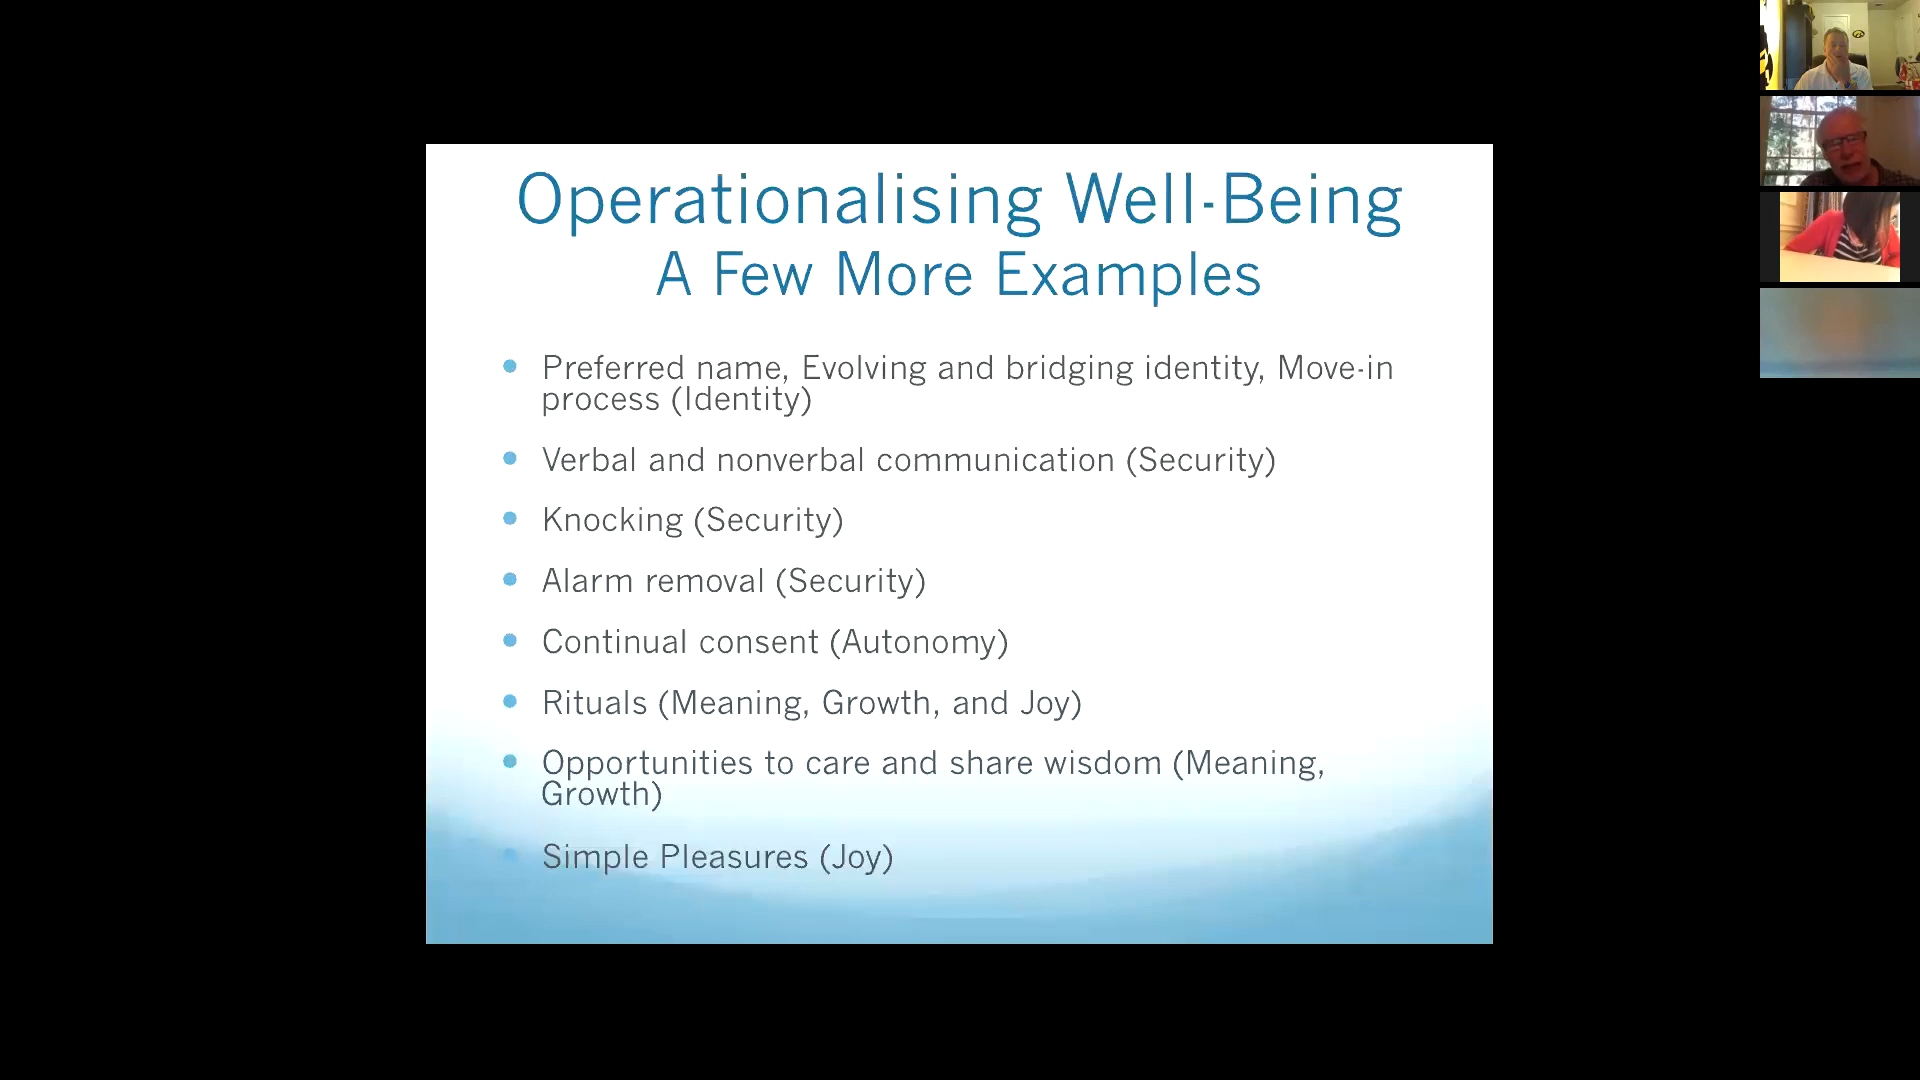 Operationalising Well-Being
A Few More Examples
Preferred name, Evolving and bridging identity, Move-in
process (Identity)
Verbal and nonverbal communication (Security)
Knocking (Security)
Alarm removal (Security)
Continual consent (Autonomy)
Rituals (Meaning, Growth, and Joy)
Opportunities to care and share wisdom (Meaning,
Growth)
Simple Pleasures (Joy)